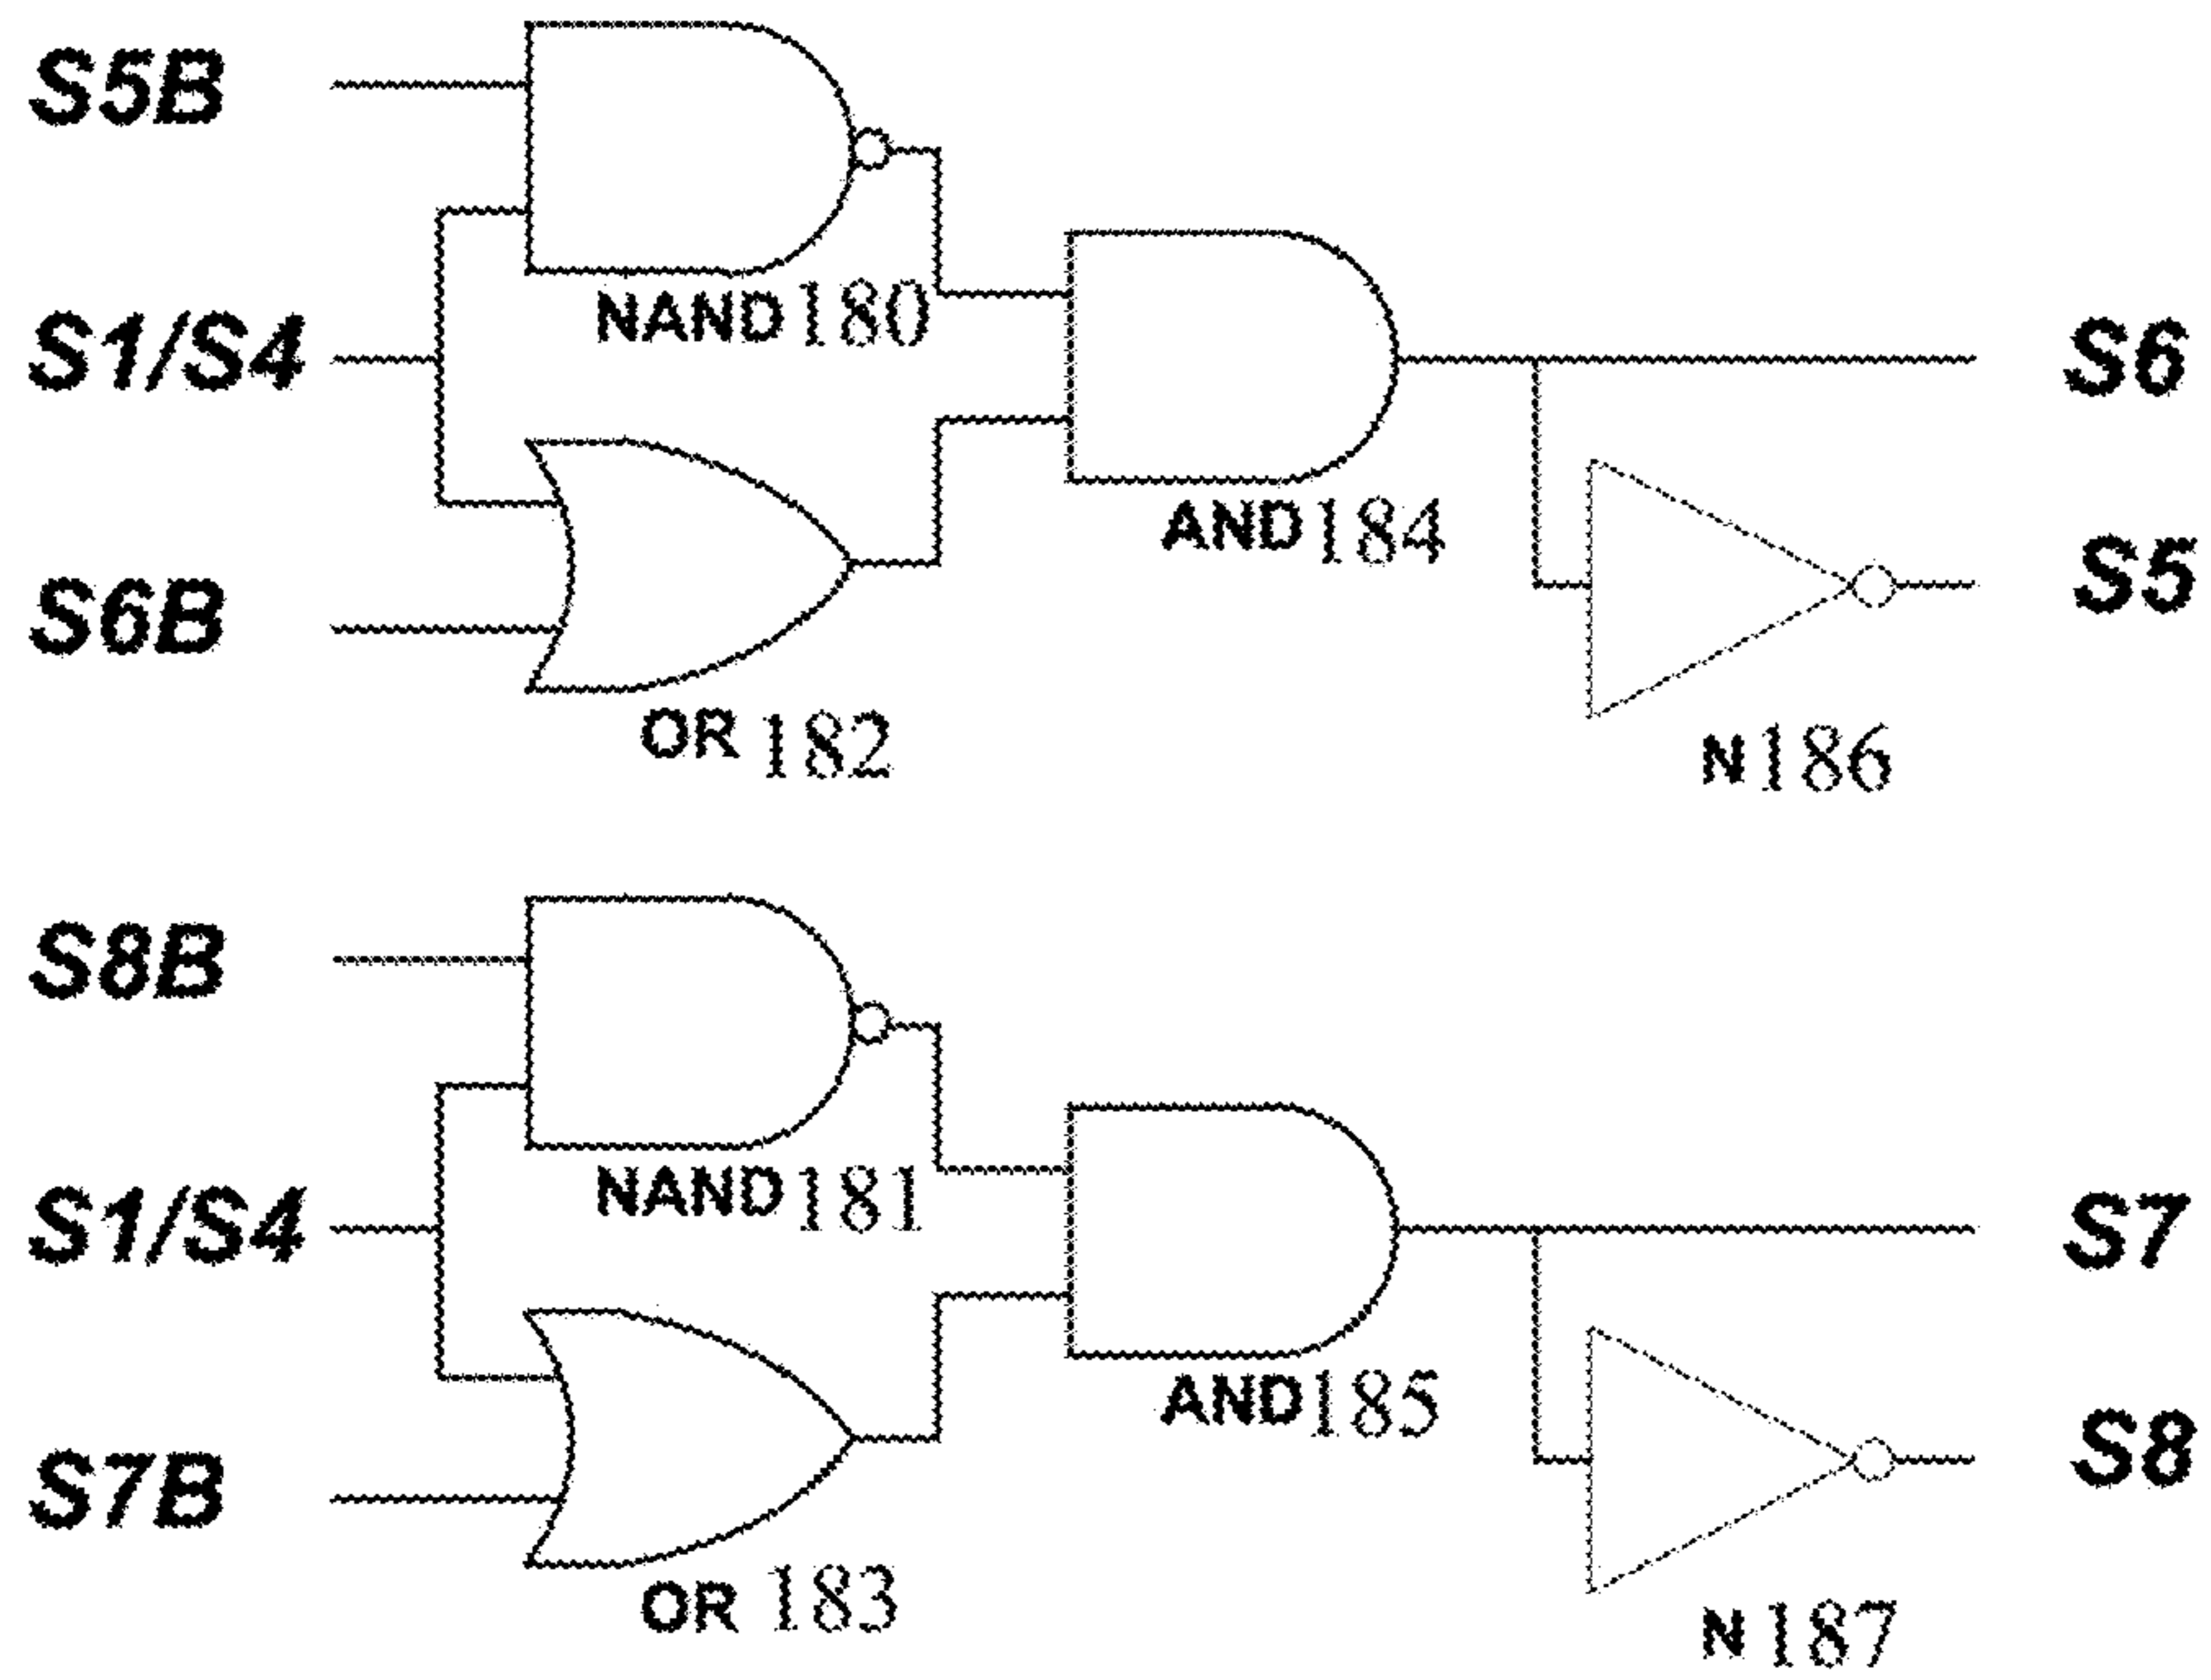 S5B
NAND180
S1/S4
S6
AND184
S5
S6B
OR 182
N186
S8B
NAND181
S1/S4
S7
AND185
S8
S7B
OR 183
N187